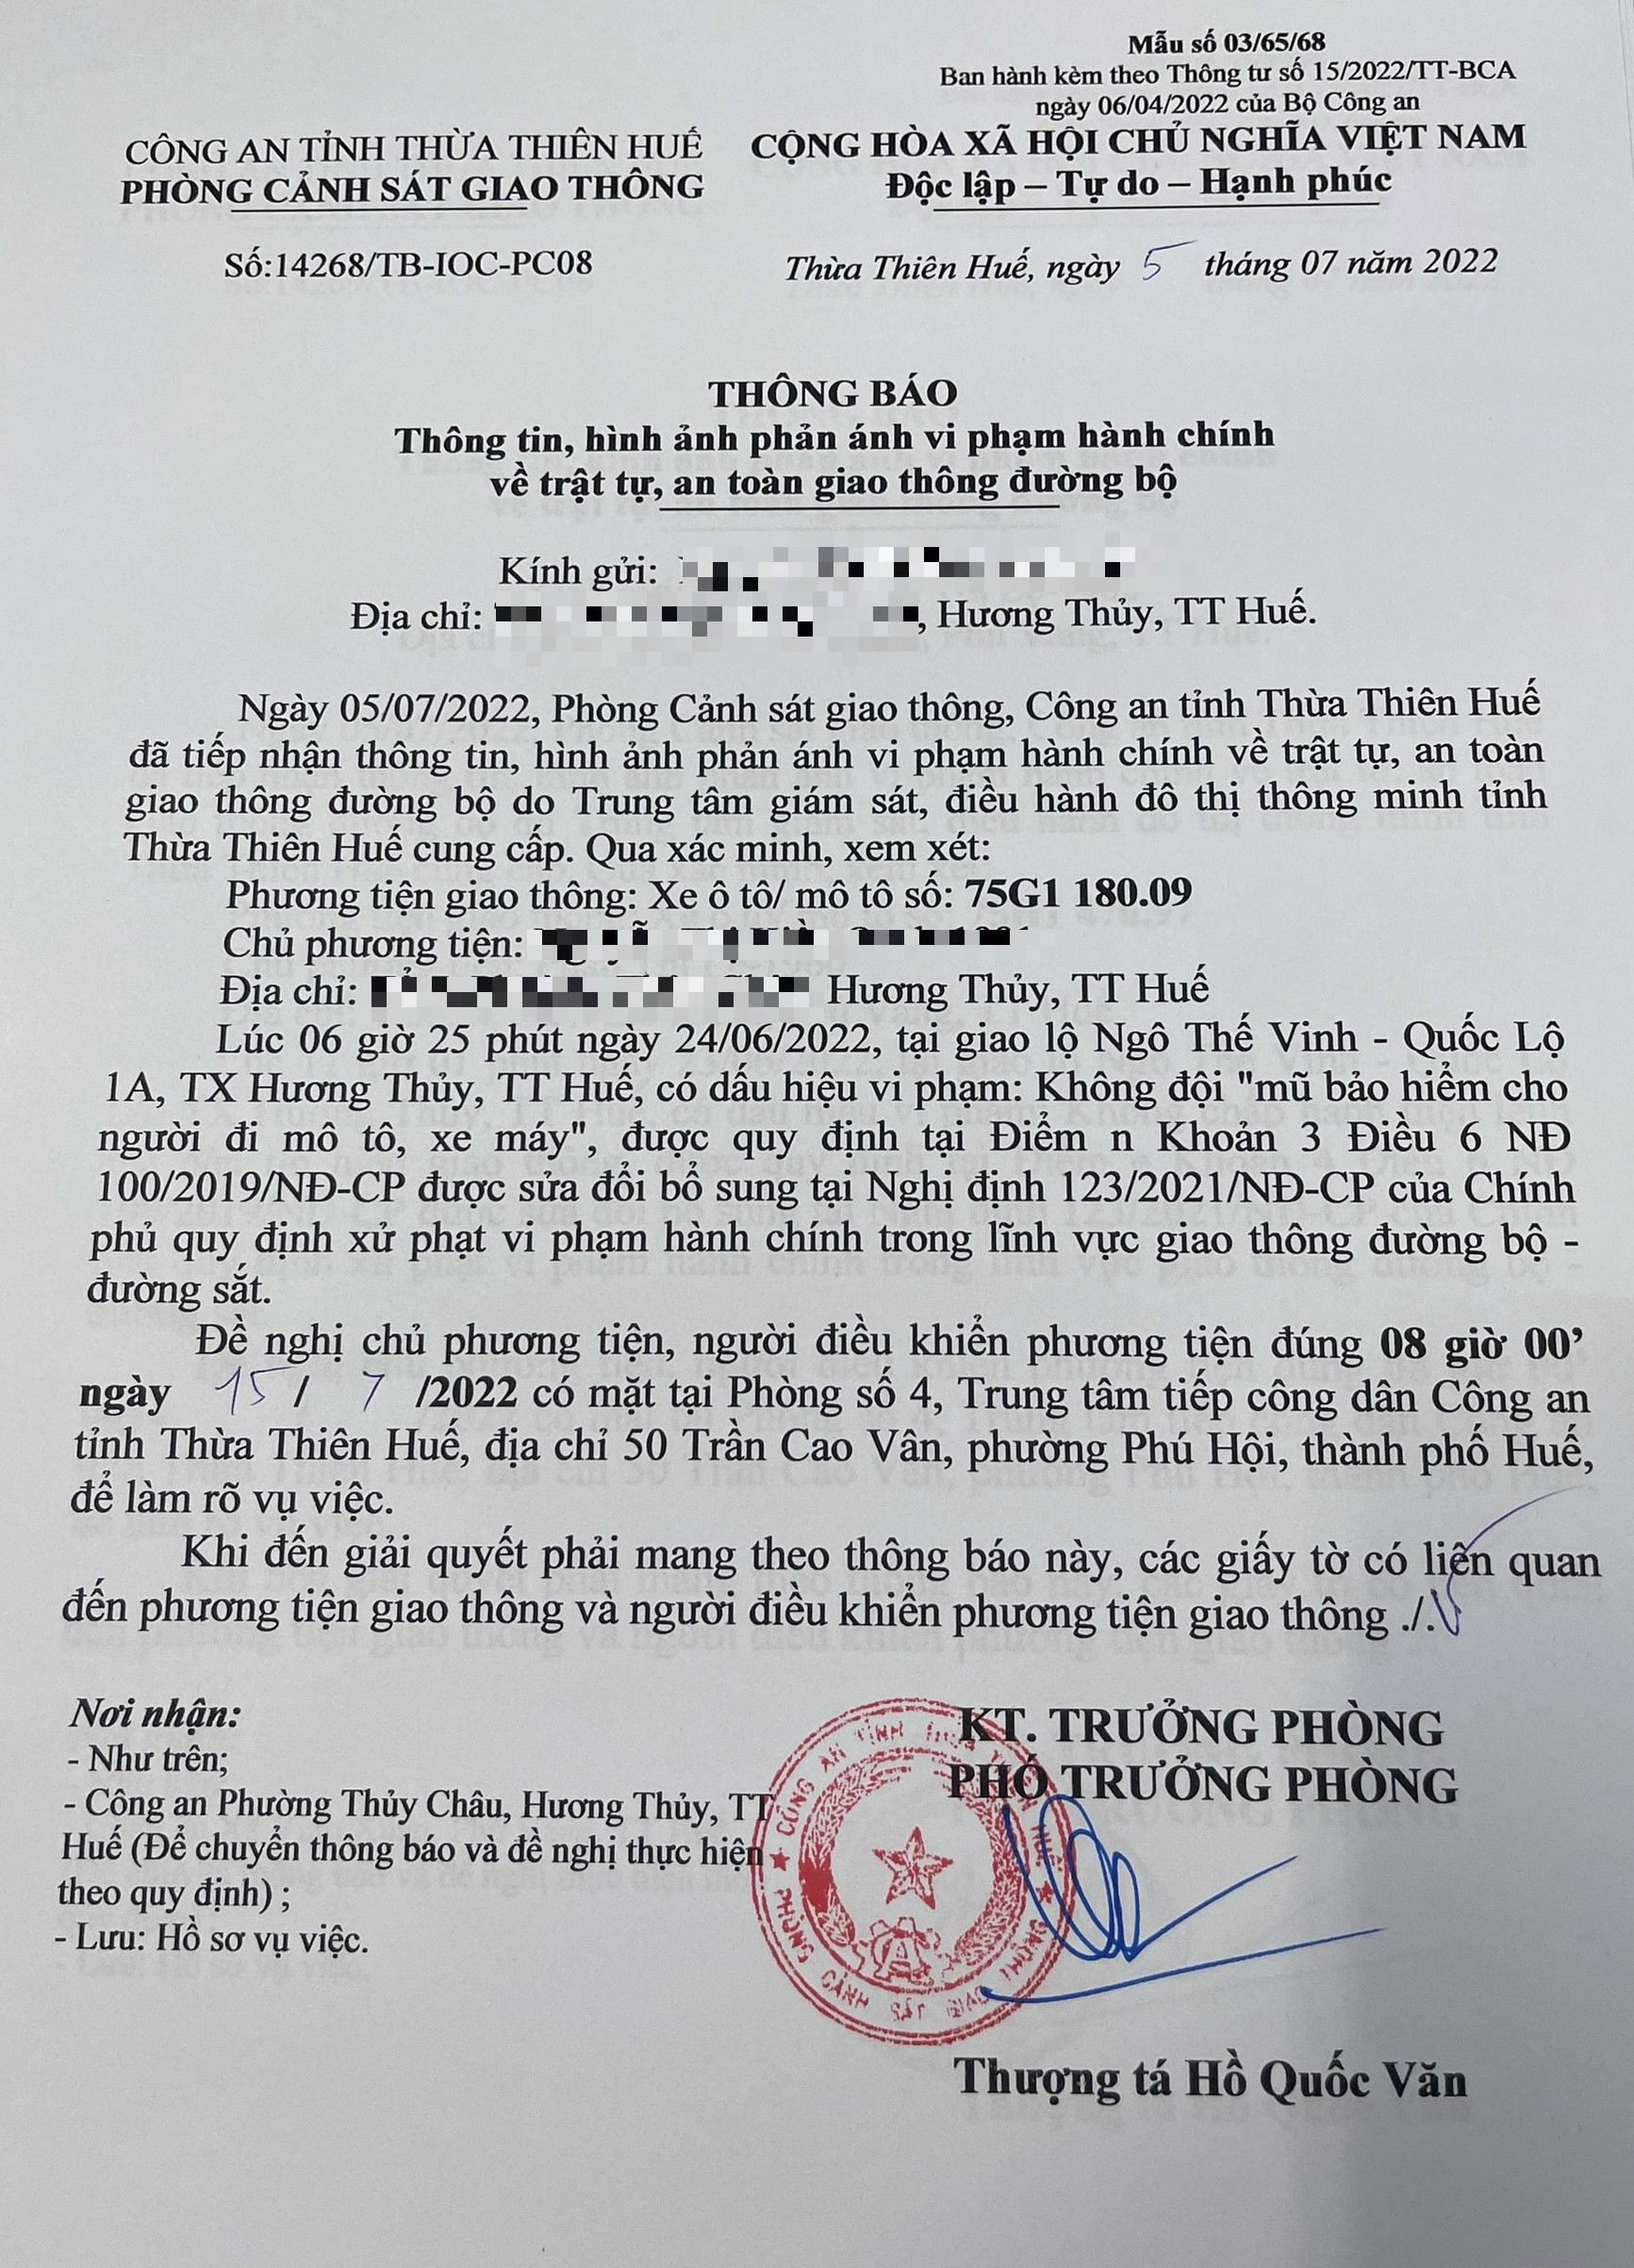 Mẫu số 03/65/68
Ban hành kèm theo Thông tư số 15/2022/TT-BCA
ngày 06/04/2022 của Bộ Công an
CÔNG AN TỈNH THỪA THIÊN HUẾ
PHÒNG CẢNH SÁT GIAO THÔNG
CỘNG HÒA XÃ HỘI CHỦ NGHĨA VIỆT NAM
Độc lập – Tự do – Hạnh phúc
Số:14268/TB-IOC-PC08
Thừa Thiên Huế, ngày 5 tháng 07 năm 2022
THÔNG BÁO
Thông tin, hình ảnh phản ánh vi phạm hành chính
về trật tự, an toàn giao thông đường bộ
Kính gửi:
Địa chỉ: , Hương Thủy, TT Huế.
Ngày 05/07/2022, Phòng Cảnh sát giao thông, Công an tỉnh Thừa Thiên Huế
đã tiếp nhận thông tin, hình ảnh phản ánh vi phạm hành chính về trật tự, an toàn
giao thông đường bộ do Trung tâm giám sát, điều hành đô thị thông minh tỉnh
Thừa Thiên Huế cung cấp. Qua xác minh, xem xét:
Phương tiện giao thông: Xe ô tô/ mô tô số: 75G1 180.09
Chủ phương tiện:
Địa chỉ: Hương Thủy, TT Huế
Lúc 06 giờ 25 phút ngày 24/06/2022, tại giao lộ Ngô Thế Vinh - Quốc Lộ
1A, TX Hương Thủy, TT Huế, có dấu hiệu vi phạm: Không đội "mũ bảo hiểm cho
người đi mô tô, xe máy", được quy định tại Điểm n Khoản 3 Điều 6 NĐ
100/2019/NĐ-CP được sửa đổi bổ sung tại Nghị định 123/2021/NĐ-CP của Chính
phủ quy định xử phạt vi phạm hành chính trong lĩnh vực giao thông đường bộ -
đường sắt.
Đề nghị chủ phương tiện, người điều khiển phương tiện đúng 08 giờ 00’
ngày 15 / 7 /2022 có mặt tại Phòng số 4, Trung tâm tiếp công dân Công an
tỉnh Thừa Thiên Huế, địa chỉ 50 Trần Cao Vân, phường Phú Hội, thành phố Huế,
để làm rõ vụ việc.
Khi đến giải quyết phải mang theo thông báo này, các giấy tờ có liên quan
đến phương tiện giao thông và người điều khiển phương tiện giao thông ./.
Nơi nhận:
- Như trên;
- Công an Phường Thủy Châu, Hương Thủy, TT
Huế (Để chuyển thông báo và đề nghị thực hiện
theo quy định) ;
- Lưu: Hồ sơ vụ việc.
KT. TRƯỞNG PHÒNG
PHÓ TRƯỞNG PHÒNG
CÔNG AN TỈNH THỪA THIÊN HUẾ
PHÒNG CẢNH SÁT GIAO THÔNG
Thượng tá Hồ Quốc Văn